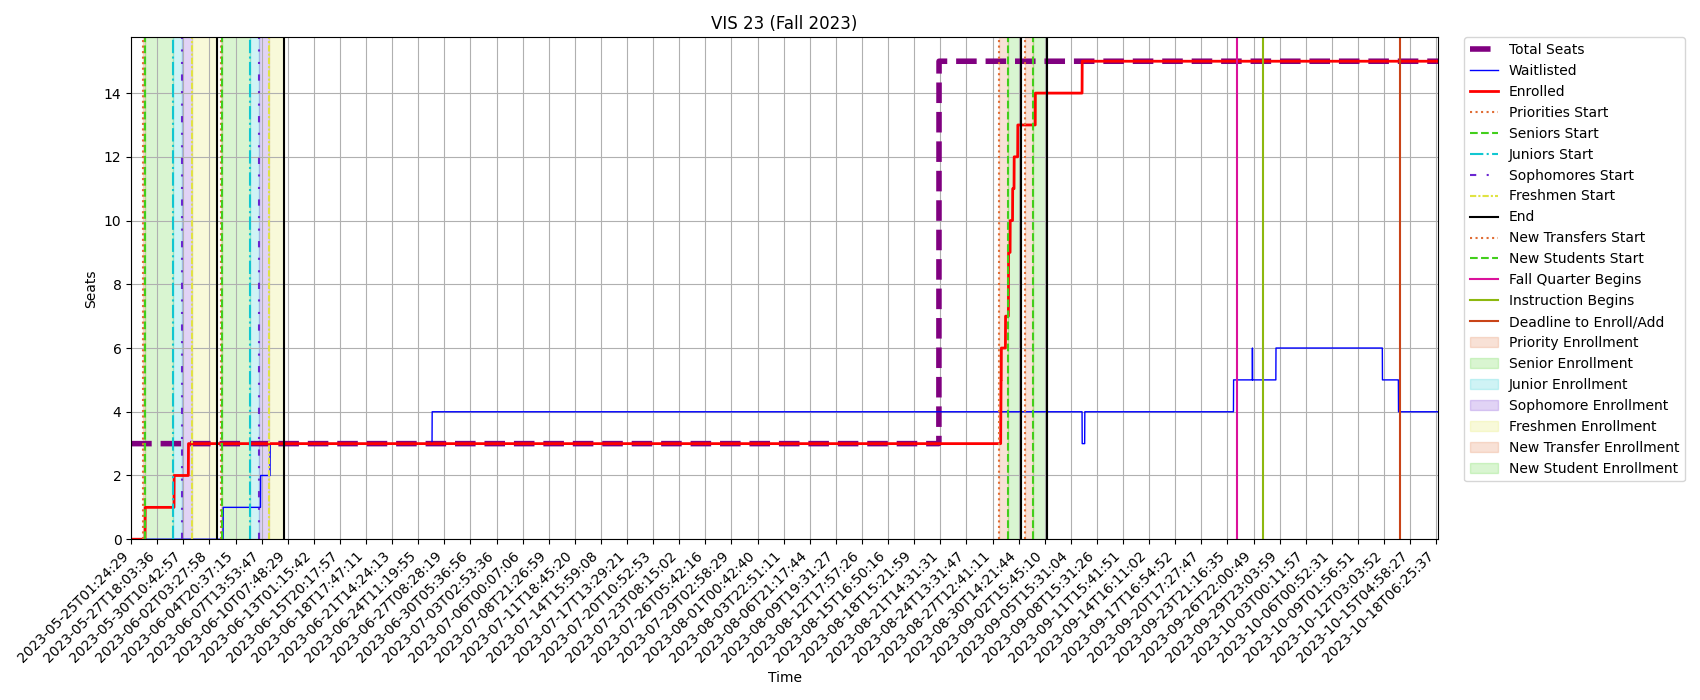 VIS 23 (Fall 2023)
Seats
14
12
10
8
6
4
2
0
Total Seats
Waitlisted
Enrolled
Priorities Start
Seniors Start
Juniors Start
Sophomores Start
Freshmen Start
End
New Transfers Start
New Students Start
Fall Quarter Begins
Instruction Begins
Deadline to Enroll/Add
Priority Enrollment
Senior Enrollment
Junior Enrollment
Sophomore Enrollment
Freshmen Enrollment
New Transfer Enrollment
New Student Enrollment
2023-05-25T01:24:29
2023-05-27T18:03:36
2023-05-30T10:42:57
2023-06-02T03:27:58
2023-06-04T20:37:15
2023-06-07T13:53:47
2023-06-10T07:48:29
2023-06-13T01:15:42
2023-06-15T20:17:57
2023-06-18T17:47:11
2023-06-21T14:24:13
2023-06-24T11:19:55
2023-06-27T08:28:19
2023-06-30T05:36:56
2023-07-03T02:53:36
2023-07-06T00:07:06
2023-07-08T21:26:59
2023-07-11T18:45:20
2023-07-14T15:59:08
2023-07-17T13:29:21
2023-07-20T10:52:53
2023-07-23T08:15:02
2023-07-26T05:42:16
2023-07-29T02:58:29
2023-08-01T00:42:40
2023-08-03T22:51:11
2023-08-06T21:17:44
2023-08-09T19:31:27
2023-08-12T17:57:26
2023-08-15T16:50:16
2023-08-18T15:21:59
2023-08-21T14:31:31
2023-08-24T13:31:47
2023-08-27T12:41:11
2023-08-30T14:21:44
2023-09-02T15:45:10
2023-09-05T15:31:04
2023-09-08T15:31:26
2023-09-11T15:41:51
2023-09-14T16:11:02
2023-09-17T16:54:52
2023-09-20T17:27:47
2023-09-23T21:16:35
2023-09-26T22:00:49
2023-09-29T23:03:59
2023-10-03T00:11:57
2023-10-06T00:52:31
2023-10-09T01:56:51
2023-10-12T03:03:52
2023-10-15T04:58:27
2023-10-18T06:25:37
Time